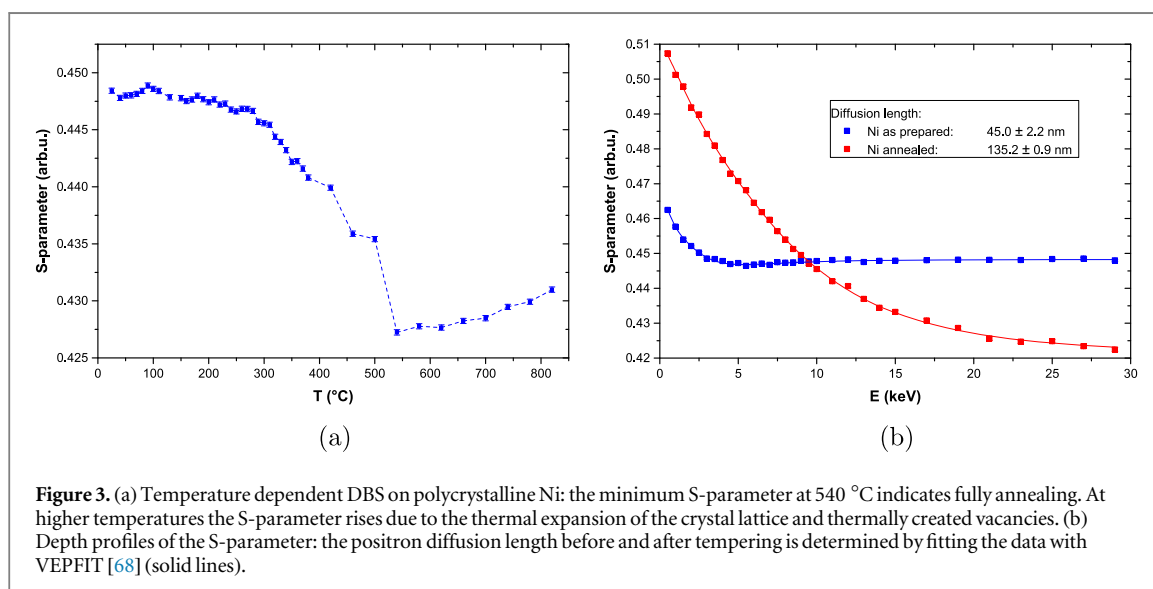 0.450
0.445
0.440
0.435
0.430
0.425
S-parameter (arb.u.)
0 100 200 300 400 500 600 700 800
T (°C)
(a)
0.51
0.50
0.49
0.48
0.47
0.46
0.45
0.44
0.43
0.42
S-parameter (arb.u.)
Diffusion length:
Ni as prepared: 45.0 ± 2.2 nm
Ni annealed: 135.2 ± 0.9 nm
0 5 10 15 20 25 30
E (keV)
(b)
Figure 3. (a) Temperature dependent DBS on polycrystalline Ni: the minimum S-parameter at 540 °C indicates fully annealing. At
higher temperatures the S-parameter rises due to the thermal expansion of the crystal lattice and thermally created vacancies. (b)
Depth profiles of the S-parameter: the positron diffusion length before and after tempering is determined by fitting the data with
VEPFIT [68] (solid lines).